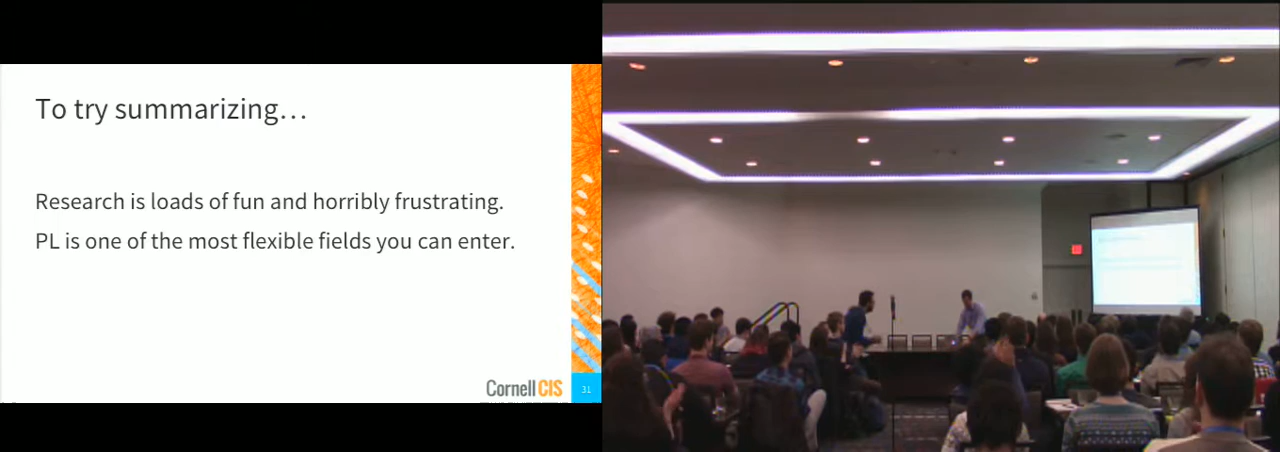 To try summarizing…
Research is loads of fun and horribly frustrating.
PL is one of the most flexible fields you can enter.
Cornell CIS
31